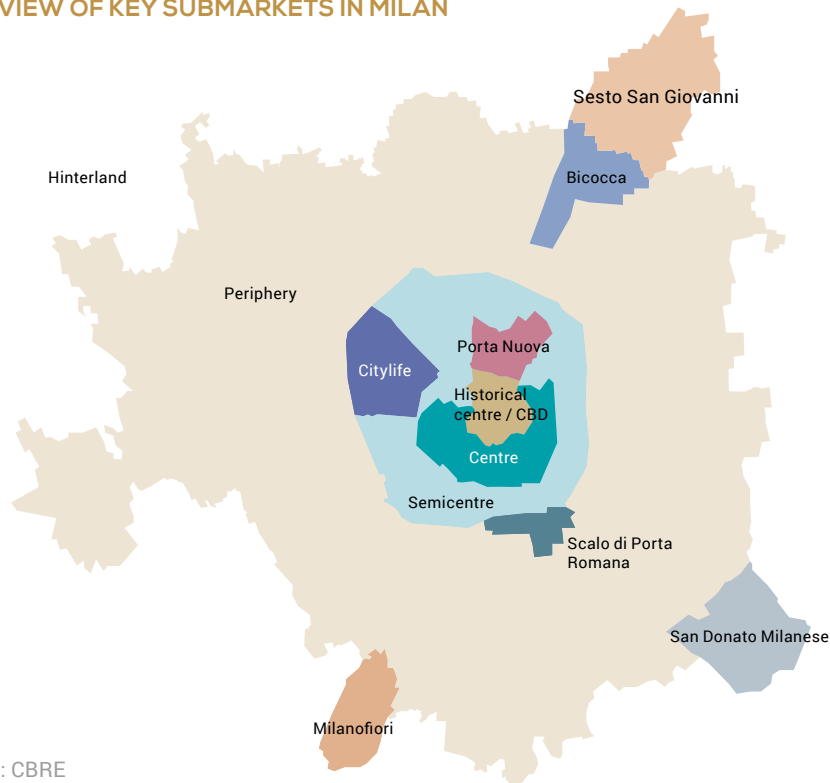 VIEW OF KEY SUBMARKETS IN MILAN
Sesto San Giovanni
Hinterland
Bicocca
Periphery
Porta Nuova
Citylife
Historical
centre / CBD
Centre
Semicentre
Scalo di Porta
Romana
San Donato Milanese
Milanofiori
: CBRE